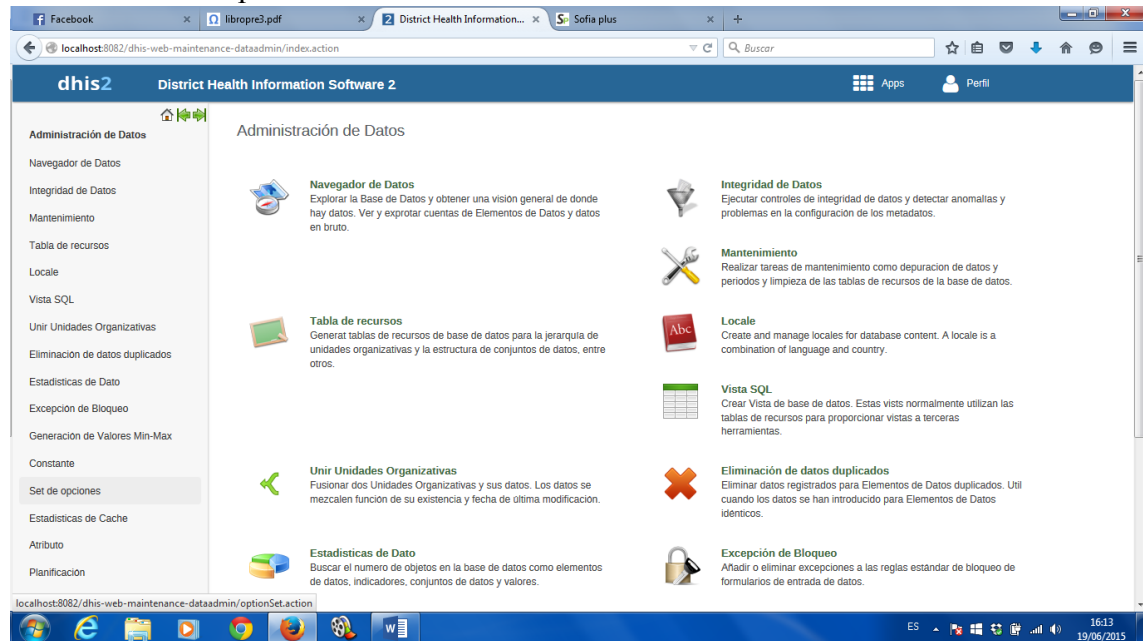 Facebook
libropre3.pdf
District Health Information...
Sofia plus
localhost:8082/dhis-web-maintenance-dataadmin/index.action
Buscar
dhis2
District Health Information Software 2
Apps
Perfil
Administración de Datos
Navegador de Datos
Integridad de Datos
Mantenimiento
Tabla de recursos
Locale
Vista SQL
Unir Unidades Organizativas
Eliminación de datos duplicados
Estadisticas de Dato
Excepción de Bloqueo
Generación de Valores Min-Max
Constante
Set de opciones
Estadisticas de Cache
Atributo
Planificación
Administración de Datos
Navegador de Datos
Explorar la Base de Datos y obtener una visión general de donde
hay datos. Ver y exprotar cuentas de Elementos de Datos y datos
en bruto.
Integridad de Datos
Ejecutar controles de integridad de datos y detectar anomalías y
problemas en la configuración de los metadatos.
Mantenimiento
Realizar tareas de mantenimiento como depuracion de datos y
periodos y limpieza de las tablas de recursos de la base de datos.
Tabla de recursos
Generat tablas de recursos de base de datos para la jerarquía de
unidades organizativas y la estructura de conjuntos de datos, entre
otros.
Abc
Locale
Create and manage locales for database content. A locale is a
combination of language and country.
Vista SQL
Crear Vista de base de datos. Estas vists normalmente utilizan las
tablas de recursos para proporcionar vistas a terceras
herramientas.
Unir Unidades Organizativas
Fusionar dos Unidades Organizativas y sus datos. Los datos se
mezcalen función de su existencia y fecha de última modificación.
Eliminación de datos duplicados
Eliminar datos registrados para Elementos de Datos duplicados. Util
cuando los datos se han introducido para Elementos de Datos
idénticos.
Estadisticas de Dato
Buscar el numero de objetos en la base de datos como elementos
de datos, indicadores, conjuntos de datos y valores.
Excepción de Bloqueo
Añadir o eliminar excepciones a las reglas estándar de bloqueo de
formularios de entrada de datos.
localhost:8082/dhis-web-maintenance-dataadmin/optionSet.action
ES
16:13
19/06/2015